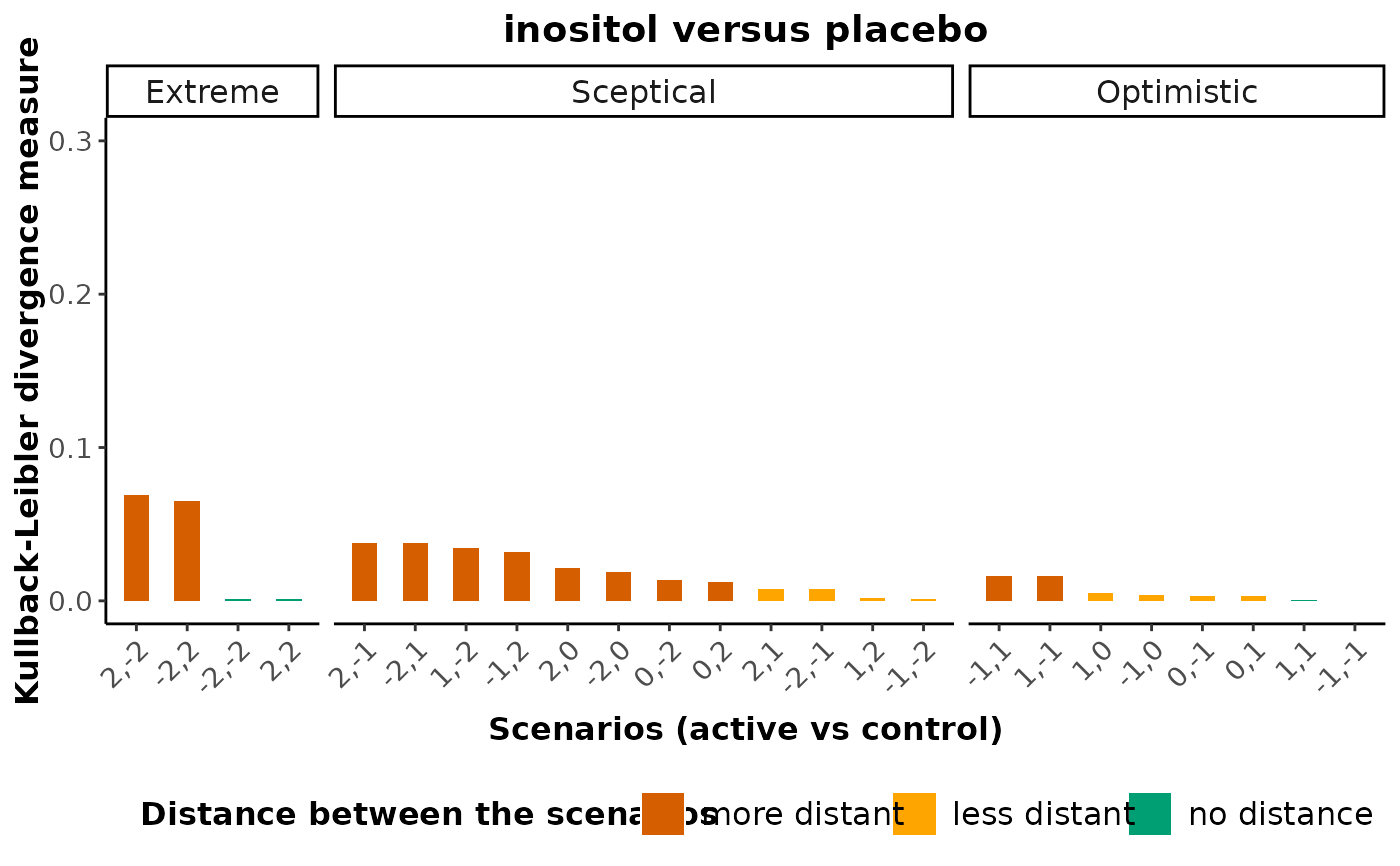 inositol versus placebo
Extreme
Sceptical
Optimistic
Kullback-Leibler divergence measure
0.3
0.2
0.1
0.0
2,-2
-2,2
-2,-2
2,2
2,-1
-2,1
1,-2
-1,2
2,0
-2,0
0,-2
0,2
2,1
-2,-1
1,2
-1,-2
-1,1
1,-1
1,0
-1,0
0,-1
0,1
1,1
-1,-1
Scenarios (active vs control)
Distance between the scenarios
more distant
less distant
no distance